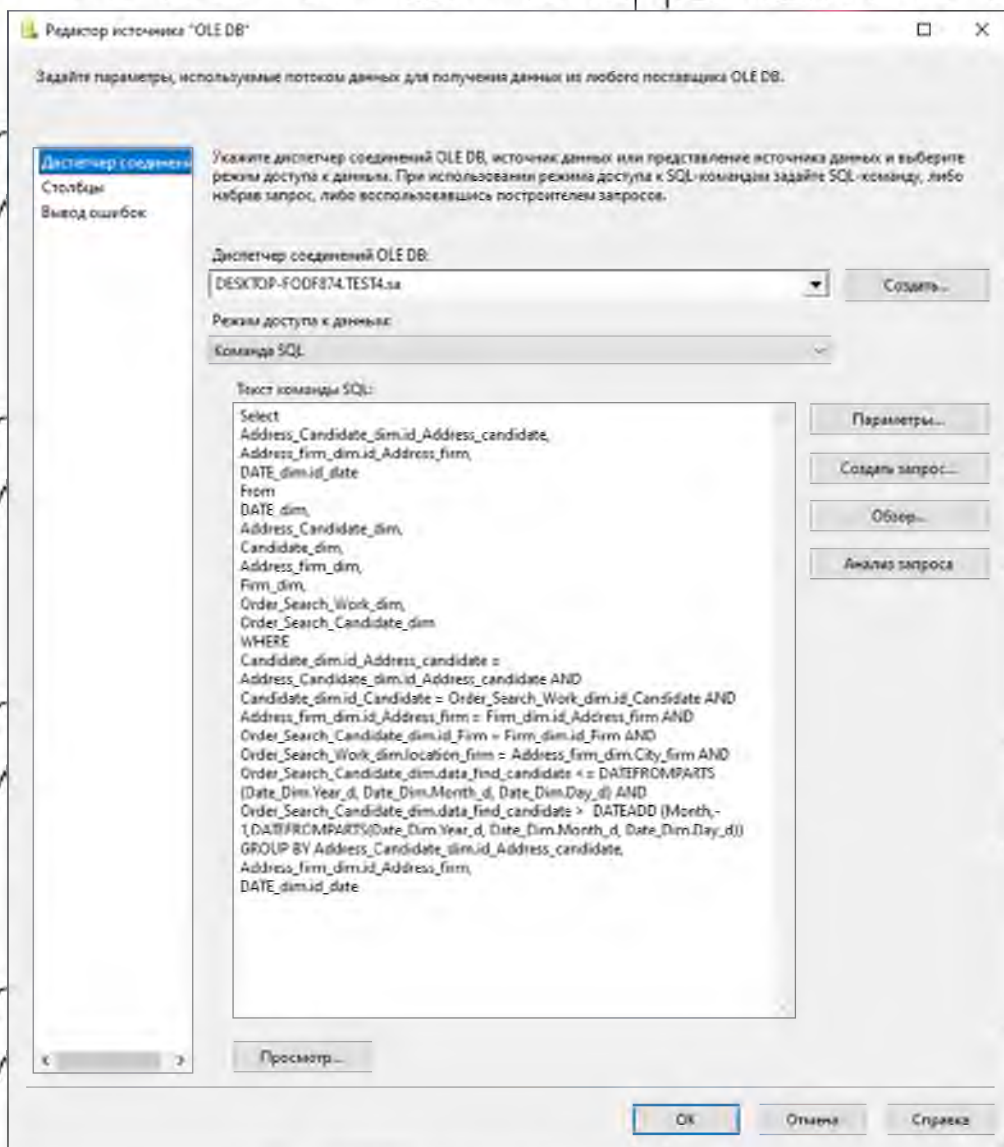 Редактор источника "OLE DB"
Задайте параметры, используемые потоком данных для получения данных из любого поставщика OLE DB.
Диспетчер соединени
Столбцы
Вывод ошибок
Укажите диспетчер соединений OLE DB, источник данных или представление источника данных и выберите
режим доступа к данным. При использовании режима доступа к SQL-командам задайте SQL-команду, либо
набрав запрос, либо воспользовавшись построителем запросов.
Диспетчер соединений OLE DB:
DESKTOP-FODF874.TEST4.sa
Создать...
Режим доступа к данным:
Команда SQL
Текст команды SQL:
Select
Address_Candidate_dim.id_Address_candidate,
Address_firm_dim.id_Address_firm,
DATE_dim.id_date
From
DATE_dim,
Address_Candidate_dim,
Candidate_dim,
Address_firm_dim,
Firm_dim,
Order_Search_Work_dim,
Order_Search_Candidate_dim
WHERE
Candidate_dim.id_Address_candidate =
Address_Candidate_dim.id_Address_candidate AND
Candidate_dim.id_Candidate = Order_Search_Work_dim.id_Candidate AND
Address_firm_dim.id_Address_firm = Firm_dim.id_Address_firm AND
Order_Search_Candidate_dim.id_Firm = Firm_dim.id_Firm AND
Order_Search_Work_dim.location_firm = Address_firm_dim.City_firm AND
Order_Search_Candidate_dim.data_find_candidate <= DATEFROMPARTS
(Date_Dim.Year_d, Date_Dim.Month_d, Date_Dim.Day_d) AND
Order_Search_Candidate_dim.data_find_candidate > DATEADD (Month,-
1,DATEFROMPARTS(Date_Dim.Year_d, Date_Dim.Month_d, Date_Dim.Day_d))
GROUP BY Address_Candidate_dim.id_Address_candidate,
Address_firm_dim.id_Address_firm,
DATE_dim.id_date
Параметры...
Создать запрос...
Обзор...
Анализ запроса
Просмотр...
OK
Отмена
Справка